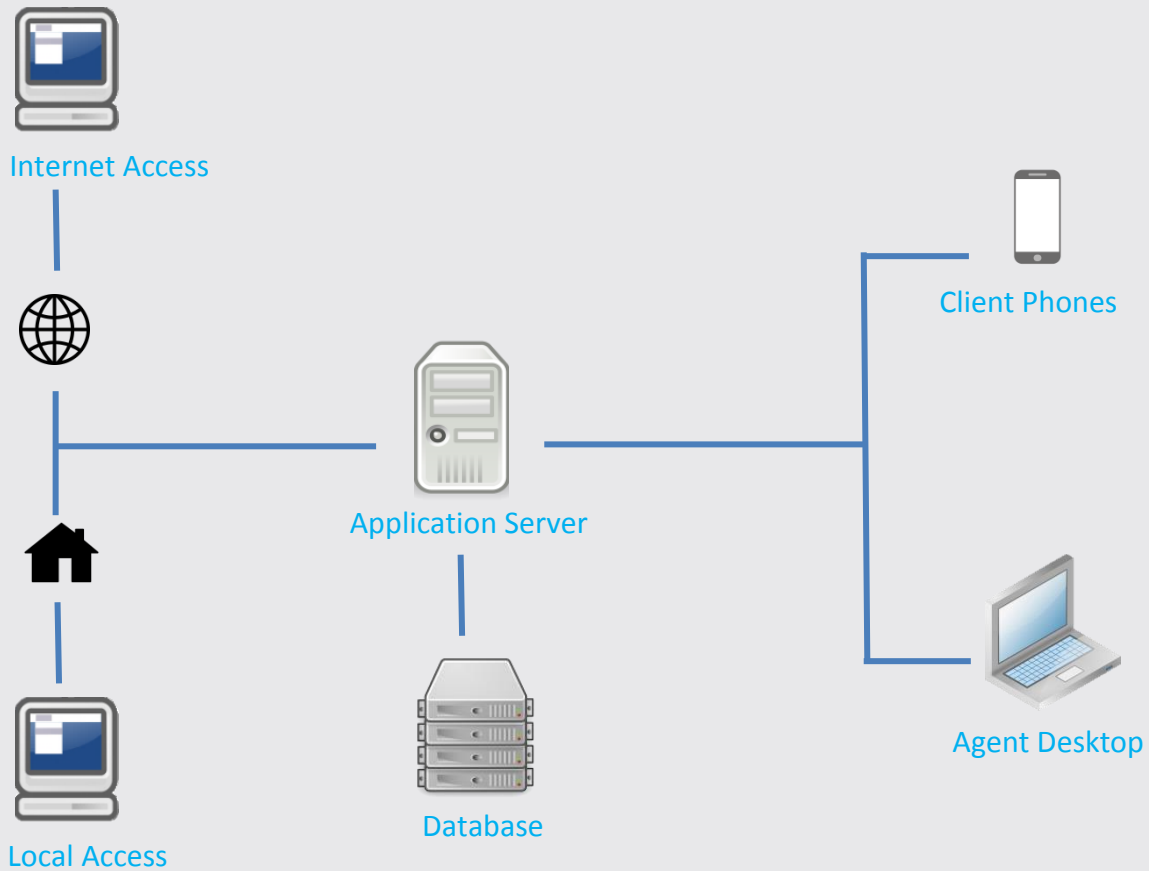 Internet Access
Client Phones
Application Server
Agent Desktop
Database
Local Access